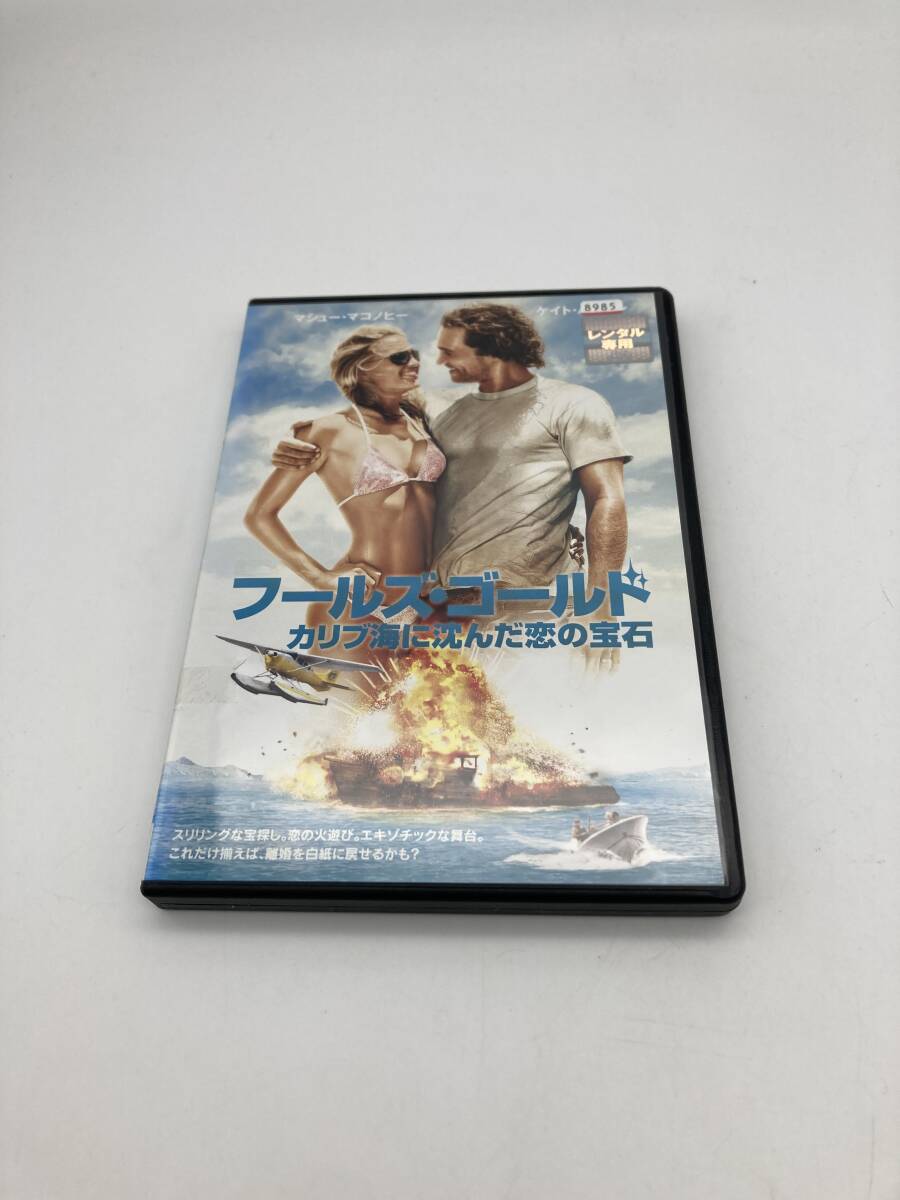 マシュー・マコノヒー
ケイト・
8985
レンタル
専用
フールズ・ゴールド
カリブ海に沈んだ恋の宝石
スリリングな宝探し。恋の火遊び。エキゾチックな舞台。
これだけ揃えば、離婚を白紙に戻せるかも?